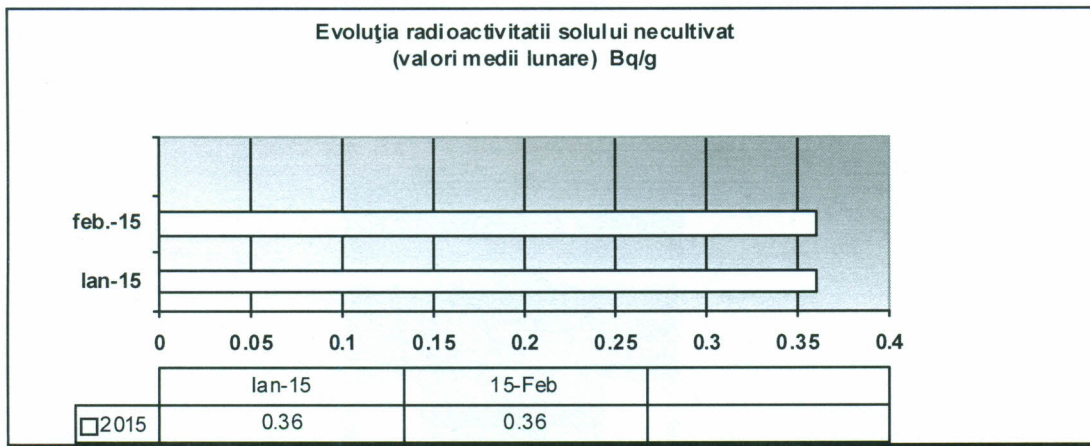 Evoluţia radioactivitatii solului necultivat
(valori medii lunare) Bq/g
feb.-15
Ian-15
0 0.05 0.1 0.15 0.2 0.25 0.3 0.35 0.4
Ian-15 15-Feb
2015 0.36 0.36